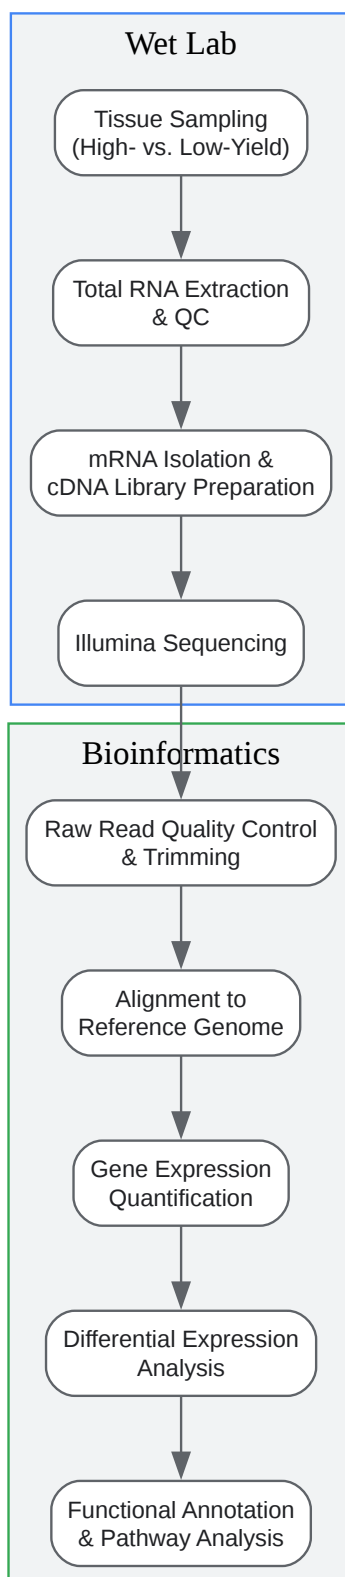 Wet Lab
Tissue Sampling
(High- vs. Low-Yield)
Total RNA Extraction
& QC
mRNA Isolation &
cDNA Library Preparation
Illumina Sequencing
Bioinformatics
Raw Read Quality Control
& Trimming
Alignment to
Reference Genome
Gene Expression
Quantification
Differential Expression
Analysis
Functional Annotation
& Pathway Analysis